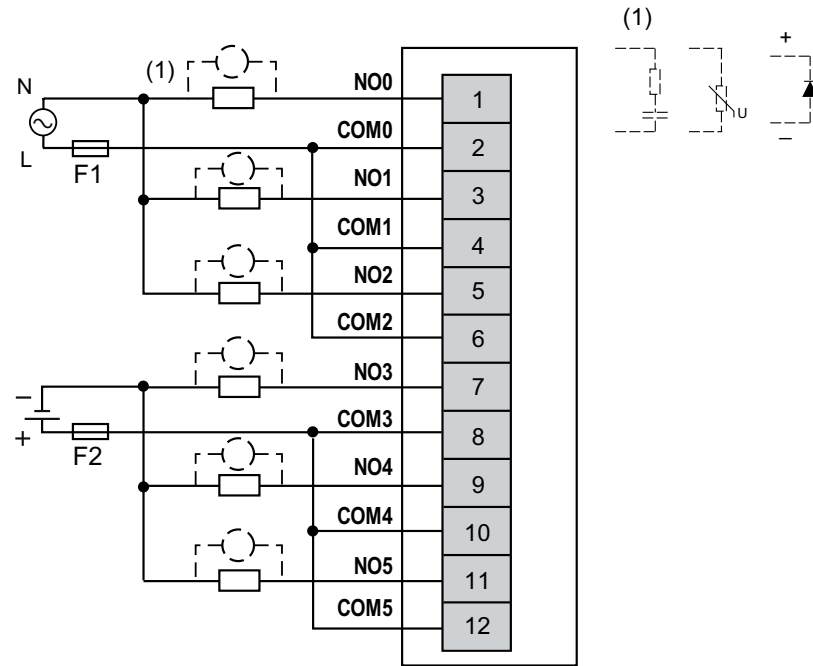 (1)
(1)
+
U
−
N
L
F1
NO0
1
COM0
2
NO1
3
COM1
4
NO2
5
COM2
6
−
+
F2
NO3
7
COM3
8
NO4
9
COM4
10
NO5
11
COM5
12